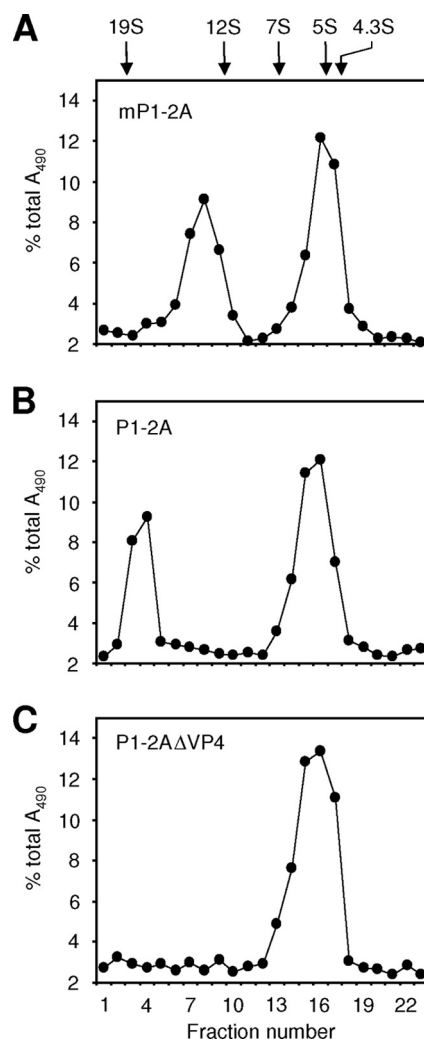 A
19S 12S 7S 5S 4.3S
mP1-2A
14
12
10
8
6
4
2
% total A490
B
P1-2A
14
12
10
8
6
4
2
% total A490
C
P1-2AΔVP4
14
12
10
8
6
4
2
% total A490
1 4 7 10 13 16 19 22
Fraction number